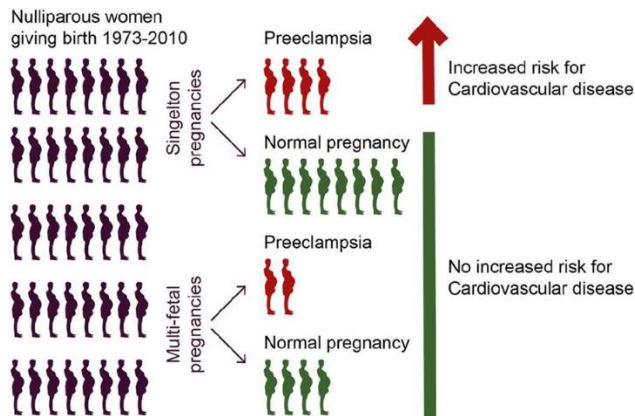 Nulliparous women
giving birth 1973-2010
Singelton
pregnancies
Multi-fetal
pregnancies
Preeclampsia
Normal pregnancy
Preeclampsia
Normal pregnancy
Increased risk for
Cardiovascular disease
No increased risk for
Cardiovascular disease